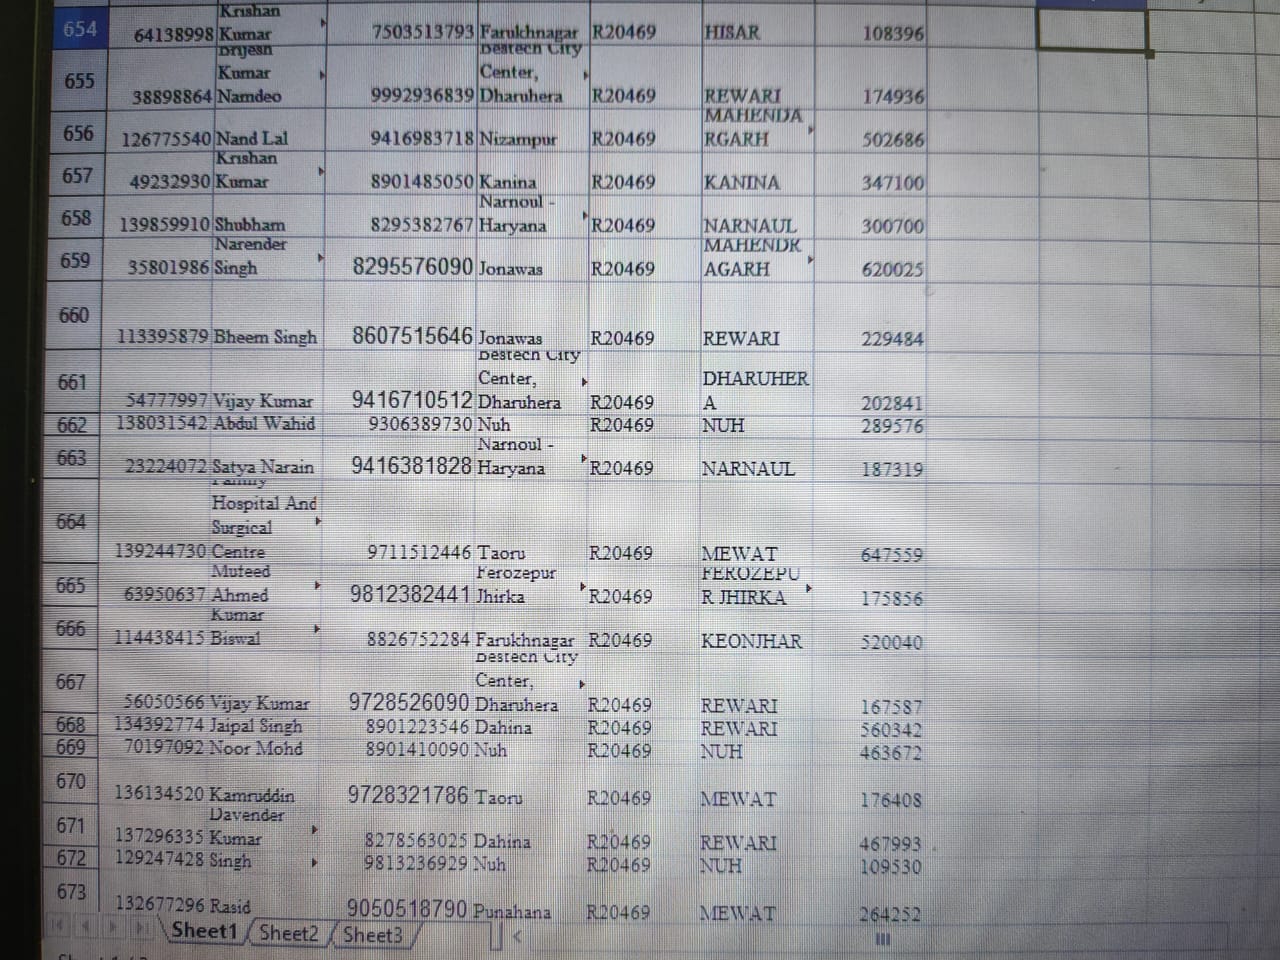 654 64138998 Krishan Kumar 7503513793 Farukhnagar R20469 HISAR 108396
655 38898864 Brijesh Kumar Namdeo 9992936839 Bestech City Center, Dharuhera R20469 REWARI 174936
656 126775540 Nand Lal 9416983718 Nizampur R20469 MAHENDA RGARH 502686
657 49232930 Krishan Kumar 8901485050 Kanina R20469 KANINA 347100
658 139859910 Shubham 8295382767 Narnoul - Haryana R20469 NARNAUL 300700
659 35801986 Narender Singh 8295576090 Jonawas R20469 MAHENDR AGARH 620025
660 113395879 Bheem Singh 8607515646 Jonawas R20469 REWARI 229484
661 54777997 Vijay Kumar 9416710512 Bestech City Center, Dharuhera R20469 DHARUHER A 202841
662 138031542 Abdul Wahid 9306389730 Nuh R20469 NUH 289576
663 23224072 Satya Narain 9416381828 Narnoul - Haryana R20469 NARNAUL 187319
664 139244730 Family Hospital And Surgical Centre 9711512446 Taoru R20469 MEWAT 647559
665 63950637 Mufeed Ahmed 9812382441 Ferozepur Jhirka R20469 FEROZEPU R JHIRKA 175856
666 114438415 Kumar Biswal 8826752284 Farukhnagar R20469 KEONJHAR 520040
667 56050566 Vijay Kumar 9728526090 Bestech City Center, Dharuhera R20469 REWARI 167587
668 134392774 Jaipal Singh 8901223546 Dahina R20469 REWARI 560342
669 70197092 Noor Mohd 8901410090 Nuh R20469 NUH 463672
670 136134520 Kamruddin 9728321786 Taoru R20469 MEWAT 176408
671 137296335 Davender Kumar 8278563025 Dahina R20469 REWARI 467993
672 129247428 Singh 9813236929 Nuh R20469 NUH 109530
673 132677296 Rasid 9050518790 Punahana R20469 MEWAT 264252
Sheet1 Sheet2 Sheet3